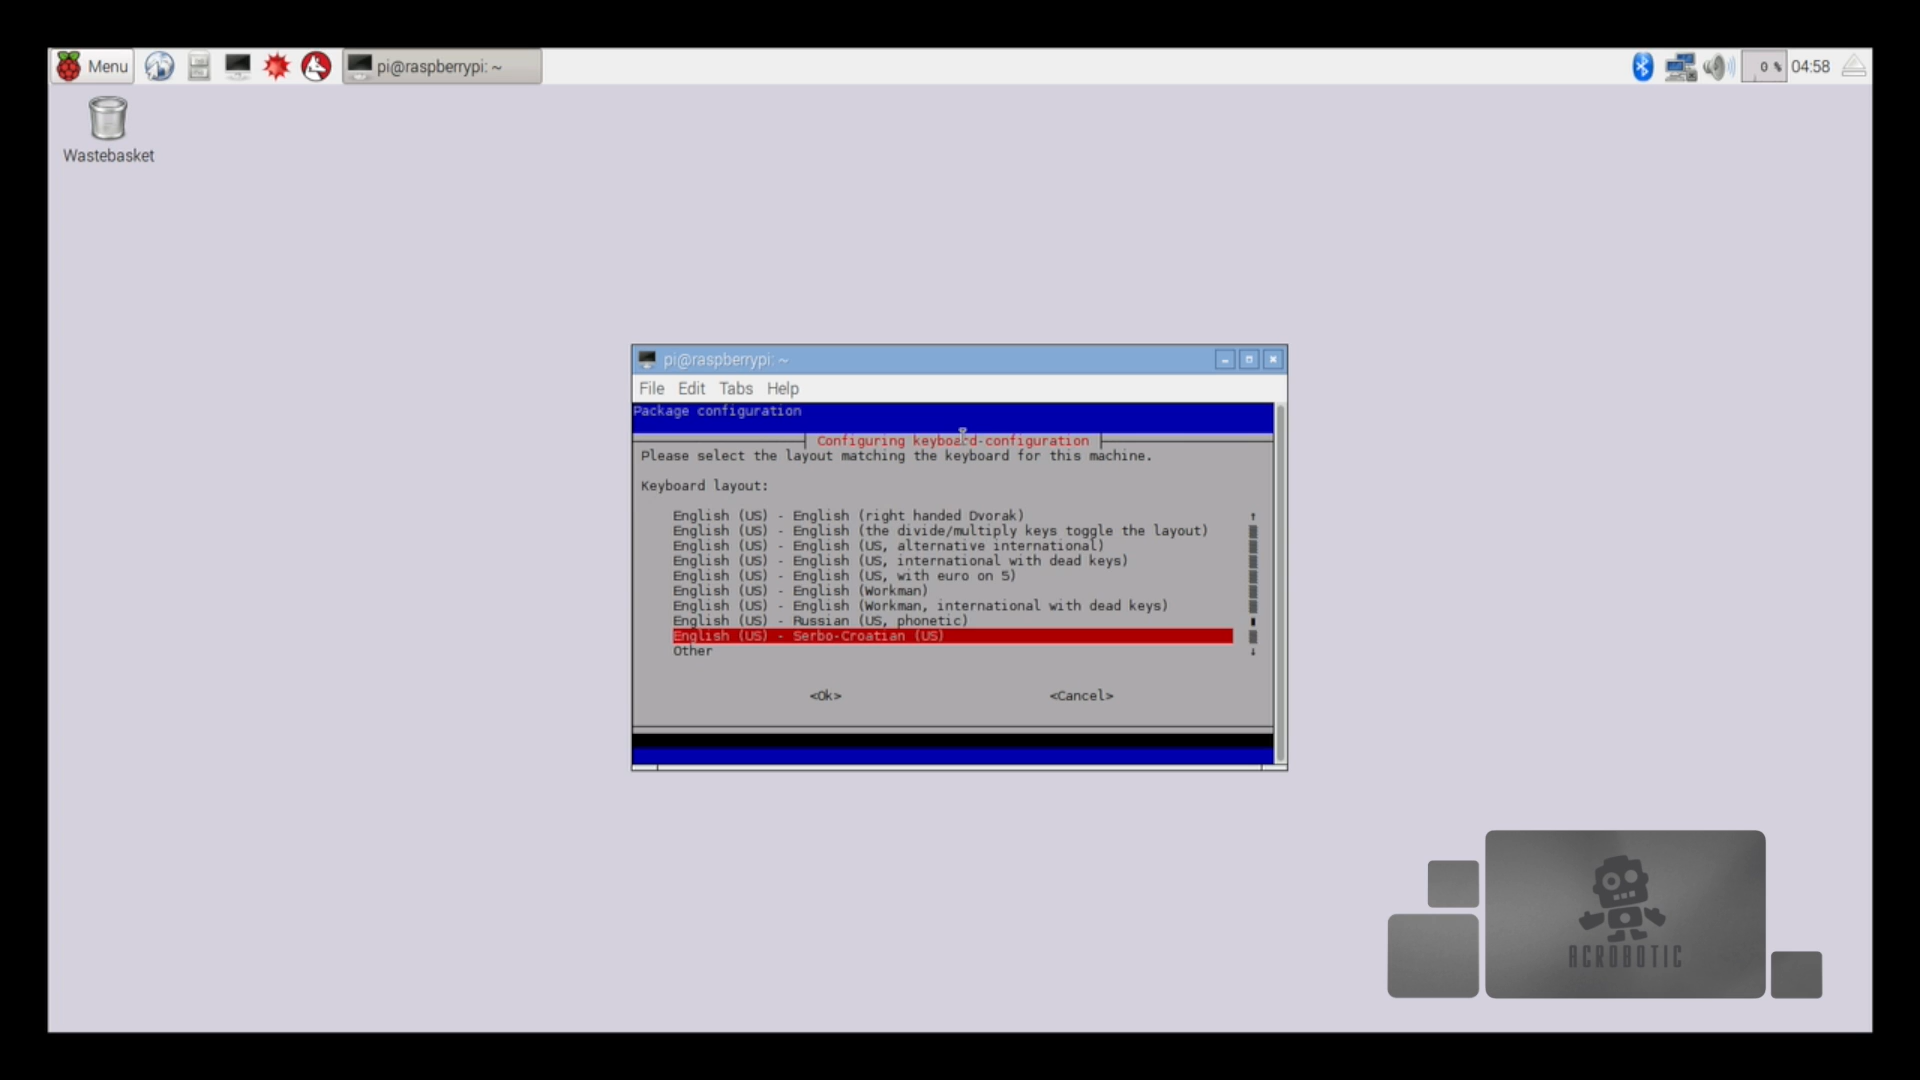 Menu
pi@raspberrypi: ~
0 %
04:58
Wastebasket
pi@raspberrypi: ~
File Edit Tabs Help
Package configuration
Configuring keyboard-configuration
Please select the layout matching the keyboard for this machine.
Keyboard layout:
English (US) - English (right handed Dvorak)
English (US) - English (the divide/multiply keys toggle the layout)
English (US) - English (US, alternative international)
English (US) - English (US, international with dead keys)
English (US) - English (US, with euro on 5)
English (US) - English (Workman)
English (US) - English (Workman, international with dead keys)
English (US) - Russian (US, phonetic)
English (US) - Serbo-Croatian (US)
Other
<Ok> <Cancel>
ACROBOTIC